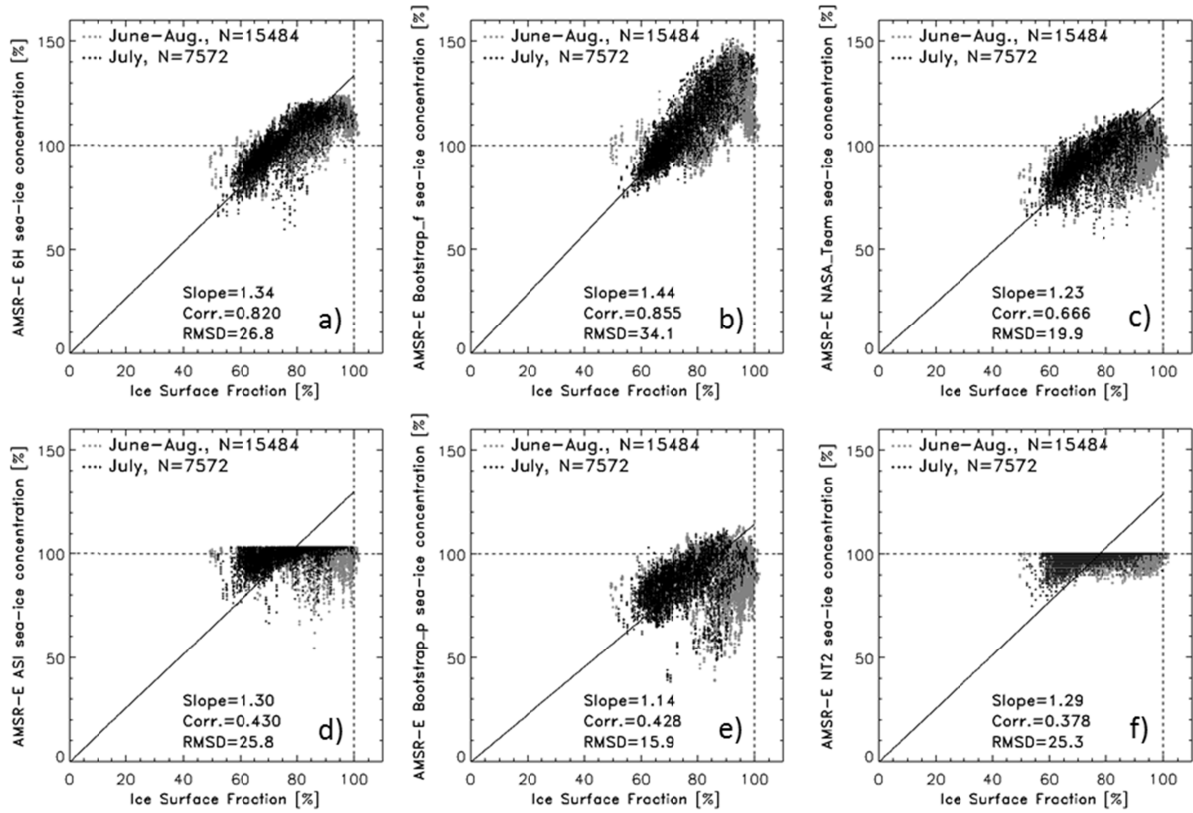 AMSR-E 6H sea-ice concentration [%]
150
100
50
0
June-Aug., N=15484
July, N=7572
Slope=1.34
Corr.=0.820
RMSD=26.8
a)
0 20 40 60 80 100
Ice Surface Fraction [%]
AMSR-E Bootstrap_f sea-ice concentration [%]
150
100
50
0
June-Aug., N=15484
July, N=7572
Slope=1.44
Corr.=0.855
RMSD=34.1
b)
0 20 40 60 80 100
Ice Surface Fraction [%]
AMSR-E NASA_Team sea-ice concentration [%]
150
100
50
0
June-Aug., N=15484
July, N=7572
Slope=1.23
Corr.=0.666
RMSD=19.9
c)
0 20 40 60 80 100
Ice Surface Fraction [%]
AMSR-E ASI sea-ice concentration [%]
150
100
50
0
June-Aug., N=15484
July, N=7572
Slope=1.30
Corr.=0.430
RMSD=25.8
d)
0 20 40 60 80 100
Ice Surface Fraction [%]
AMSR-E Bootstrap_p sea-ice concentration [%]
150
100
50
0
June-Aug., N=15484
July, N=7572
Slope=1.14
Corr.=0.428
RMSD=15.9
e)
0 20 40 60 80 100
Ice Surface Fraction [%]
AMSR-E NT2 sea-ice concentration [%]
150
100
50
0
June-Aug., N=15484
July, N=7572
Slope=1.29
Corr.=0.378
RMSD=25.3
f)
0 20 40 60 80 100
Ice Surface Fraction [%]